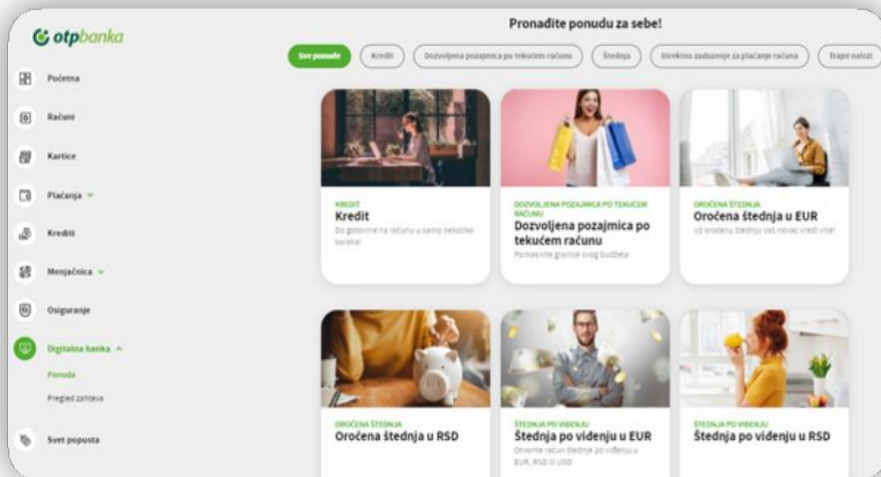 otpbanka
Početna
Računi
Kartice
Plaćanja
Krediti
Menjačnica
Osiguranje
Digitalna banka
Ponuda
Pregled zahteva
Svet popusta
Pronađite ponudu za sebe!
Sve ponude
Kredit
Dozvoljena pozajmica po tekućem računu
Štednja
Direktno zaduženje za plaćanje računa
Trajni nalozi
KREDIT
Kredit
Do gotovine na računu u samo nekoliko
koraka!
DOZVOLJENA POZAJMICA PO TEKUĆEM
RAČUNU
Dozvoljena pozajmica po
tekućem računu
Pomaknite granice svog budžeta
OROČENA ŠTEDNJA
Oročena štednja u EUR
Uz oročenu štednju vaš novac vredi više!
OROČENA ŠTEDNJA
Oročena štednja u RSD
ŠTEDNJA PO VIĐENJU
Štednja po viđenju u EUR
Otvorite račun štednje po viđenju u
EUR, RSD ili USD
ŠTEDNJA PO VIĐENJU
Štednja po viđenju u RSD